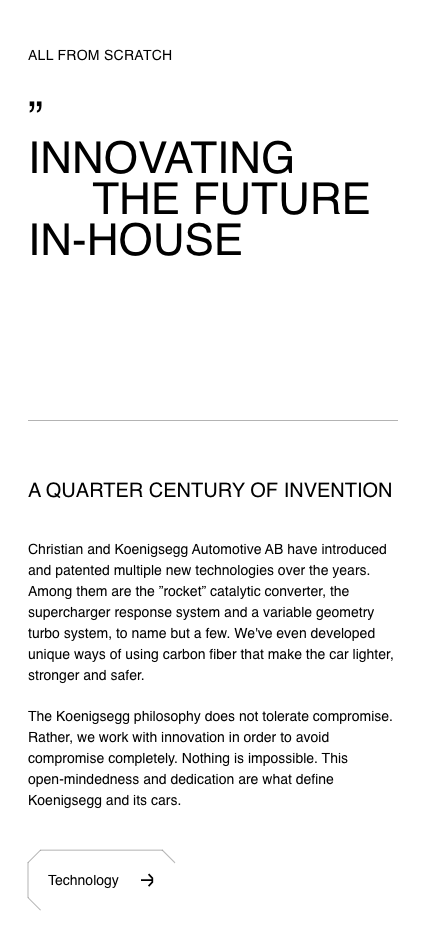 ALL FROM SCRATCH
”
INNOVATING
THE FUTURE
IN-HOUSE
A QUARTER CENTURY OF INVENTION
Christian and Koenigsegg Automotive AB have introduced
and patented multiple new technologies over the years.
Among them are the ”rocket” catalytic converter, the
supercharger response system and a variable geometry
turbo system, to name but a few. We've even developed
unique ways of using carbon fiber that make the car lighter,
stronger and safer.
The Koenigsegg philosophy does not tolerate compromise.
Rather, we work with innovation in order to avoid
compromise completely. Nothing is impossible. This
open-mindedness and dedication are what define
Koenigsegg and its cars.
Technology →